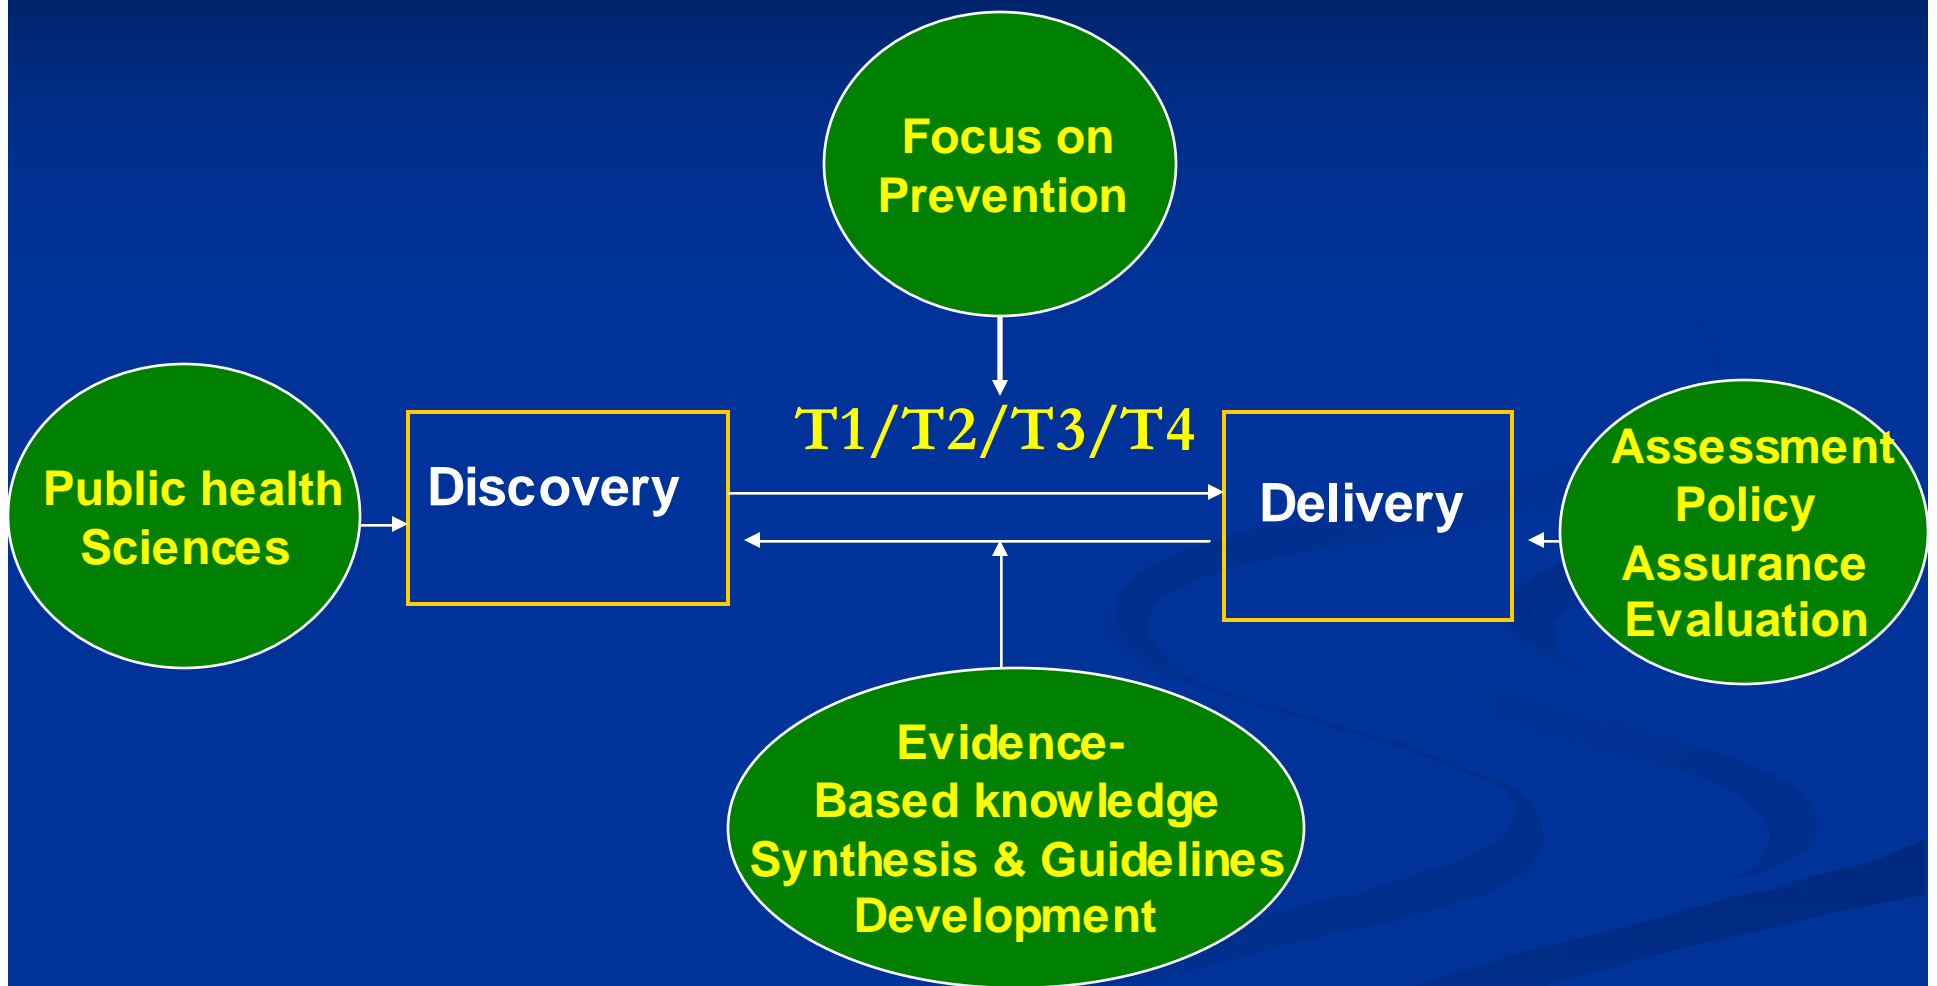 Focus on
Prevention
T1/T2/T3/T4
Public health
Sciences
Discovery
Delivery
Assessment
Policy
Assurance
Evaluation
Evidence-
Based knowledge
Synthesis & Guidelines
Development